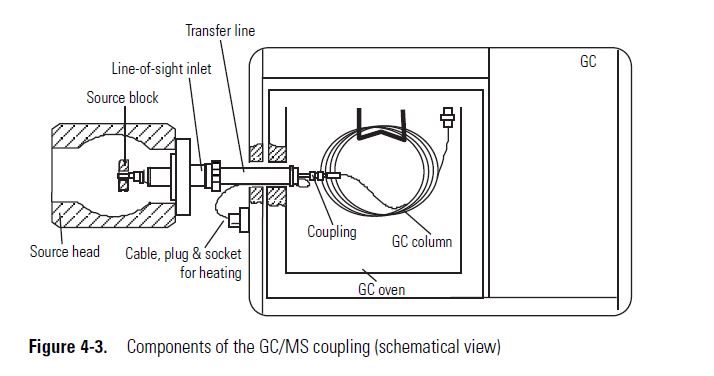 Transfer line
GC
Line-of-sight inlet
Source block
Source head
Cable, plug & socket
for heating
Coupling
GC column
GC oven
Figure 4-3. Components of the GC/MS coupling (schematical view)